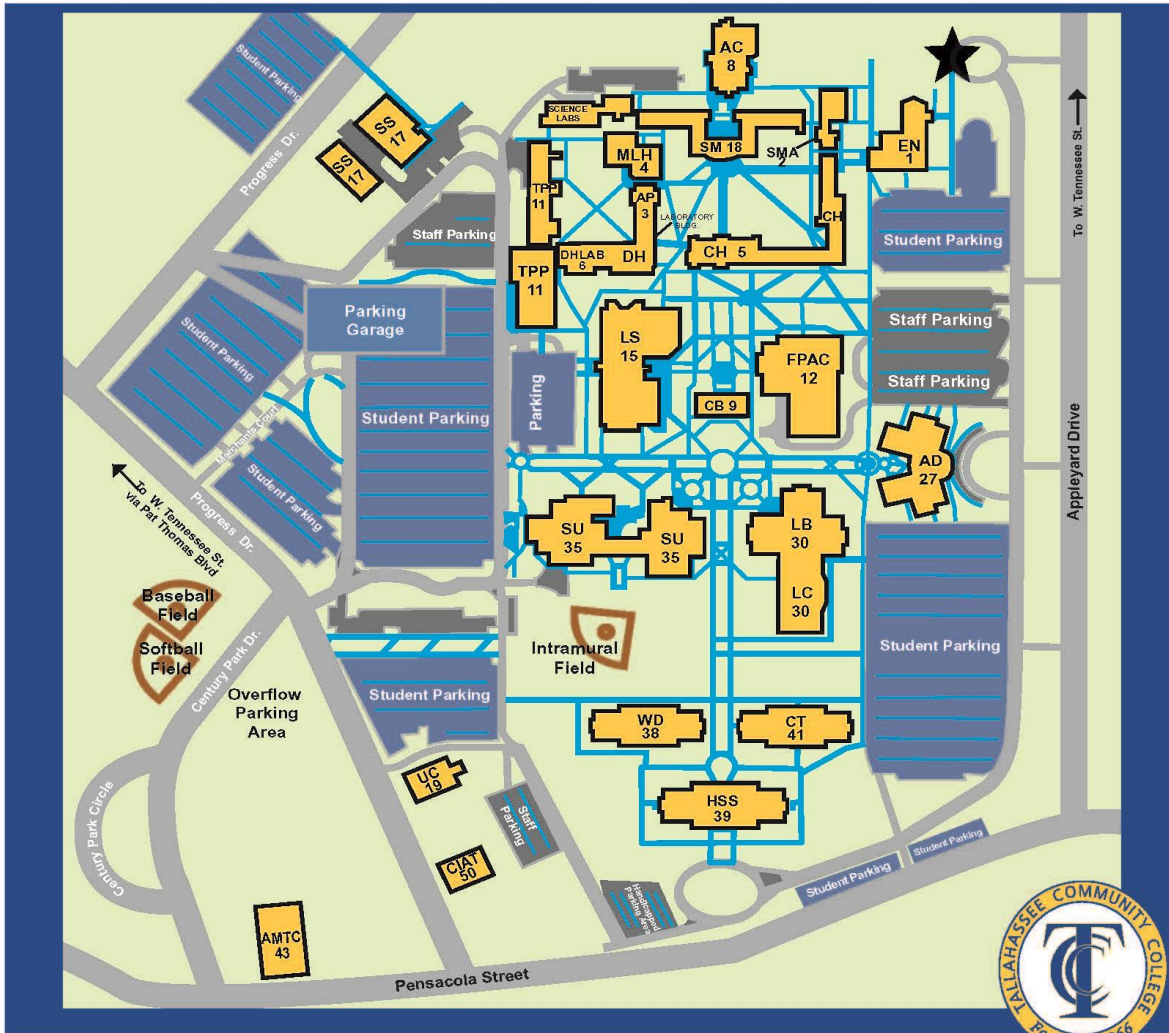 Student Parking
AC
8
SS
17
SS
17
Progress Dr.
SCIENCE
LABS
SM 18
SMA
2
EN
1
To W. Tennessee St.
MLH
4
TPP
11
AP
3
LABORATORY
BLDG.
CH
Staff Parking
DHLAB
6
DH
CH 5
Student Parking
TPP
11
Parking
Garage
Student Parking
LS
15
FPAC
12
Staff Parking
Staff Parking
Parking
CB 9
Student Parking
Merchants Court
Student Parking
AD
27
Appleyard Drive
To W. Tennessee St.
via Pat Thomas Blvd
Progress Dr.
SU
35
SU
35
LB
30
LC
30
Baseball
Field
Softball
Field
Century Park Dr.
Intramural
Field
Student Parking
Overflow
Parking
Area
Student Parking
WD
38
CT
41
UC
19
HSS
39
Staff
Parking
Century Park Circle
CIAT
50
Student Parking
Student Parking
Handicapped
Parking Area
AMTC
43
Pensacola Street
TALLAHASSEE COMMUNITY COLLEGE
TCC